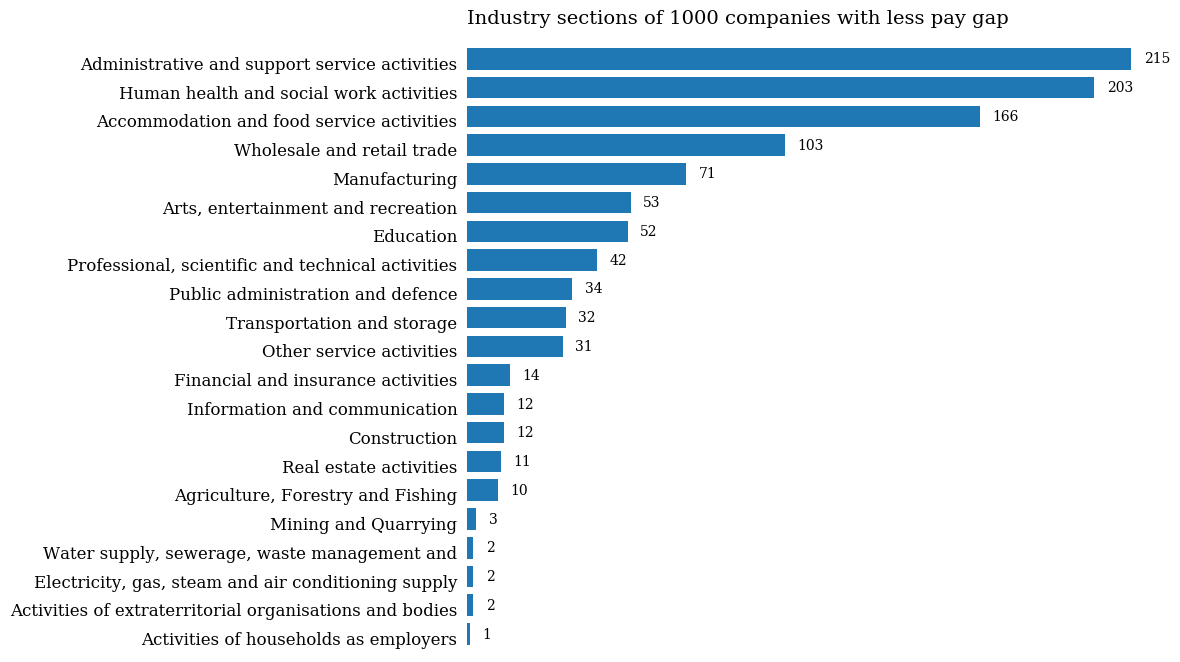 Industry sections of 1000 companies with less pay gap
Administrative and support service activities 215
Human health and social work activities 203
Accommodation and food service activities 166
Wholesale and retail trade 103
Manufacturing 71
Arts, entertainment and recreation 53
Education 52
Professional, scientific and technical activities 42
Public administration and defence 34
Transportation and storage 32
Other service activities 31
Financial and insurance activities 14
Information and communication 12
Construction 12
Real estate activities 11
Agriculture, Forestry and Fishing 10
Mining and Quarrying 3
Water supply, sewerage, waste management and 2
Electricity, gas, steam and air conditioning supply 2
Activities of extraterritorial organisations and bodies 2
Activities of households as employers 1